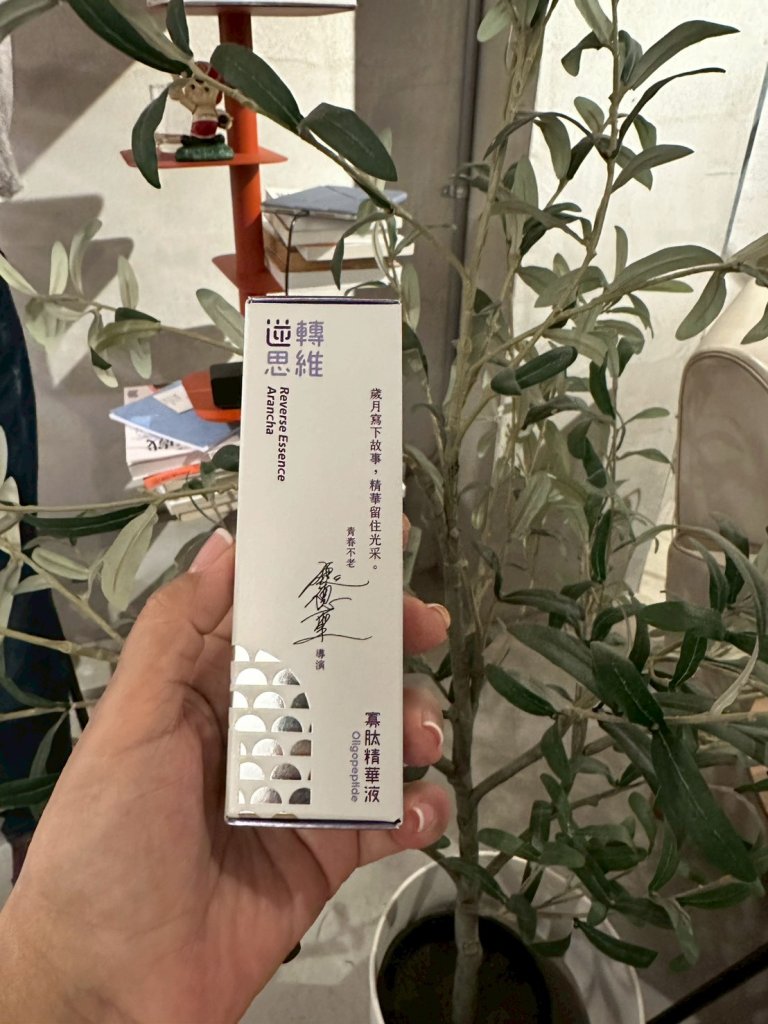 轉維
逆思
Reverse Essence
Arancha
歲月寫下故事，精華留住光采。
青春不老
導演
寡肽精華液
Oligopeptide